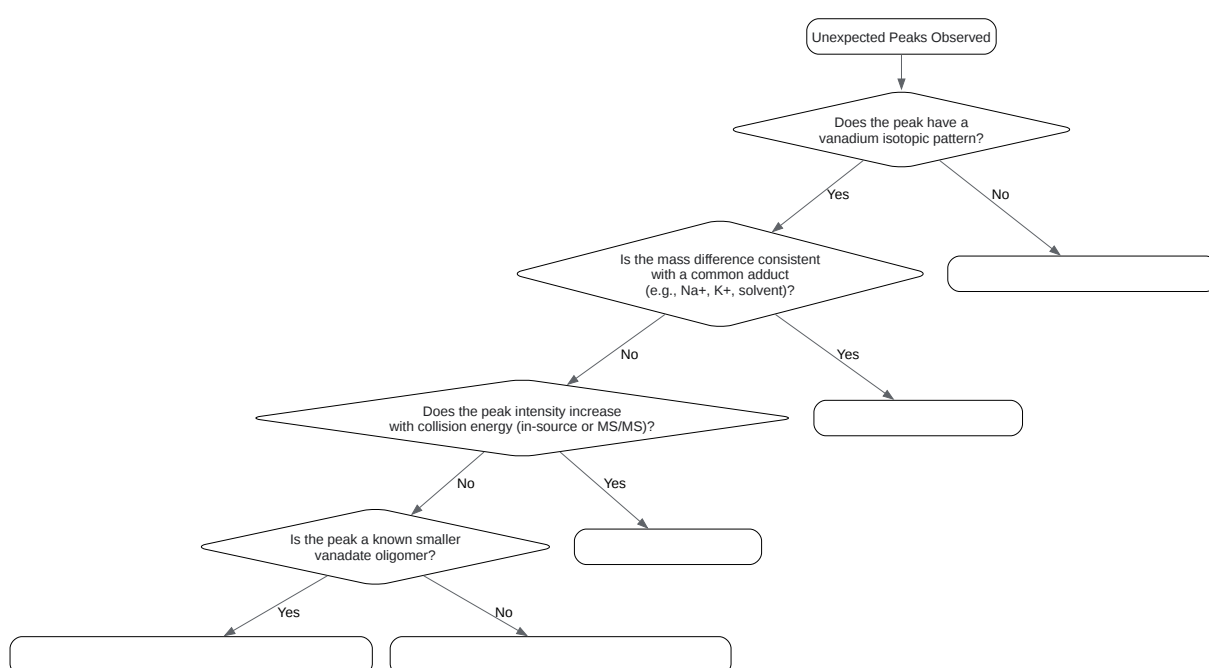 Unexpected Peaks Observed
Does the peak have a
vanadium isotopic pattern?
Yes
No
Is the mass difference consistent
with a common adduct
(e.g., Na+, K+, solvent)?
No
Yes
Does the peak intensity increase
with collision energy (in-source or MS/MS)?
No
Yes
Is the peak a known smaller
vanadate oligomer?
Yes
No